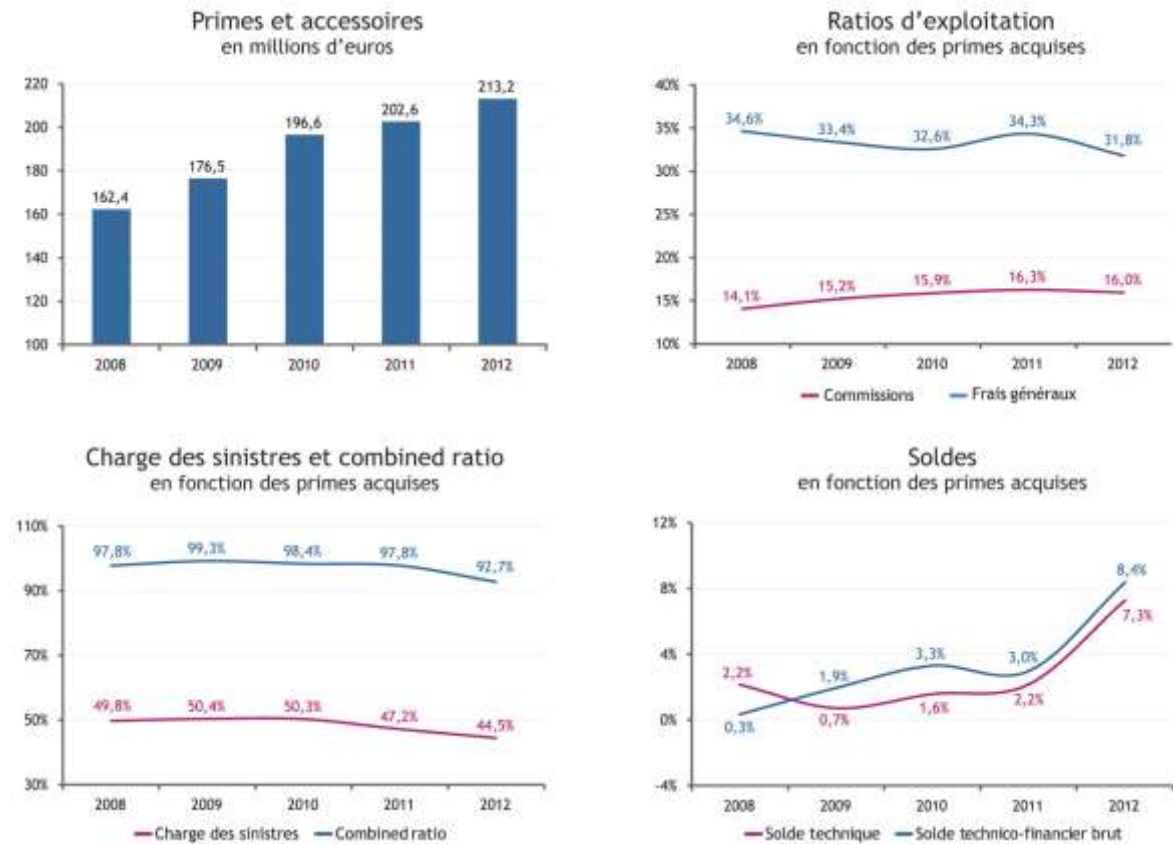 Primes et accessoires
en millions d'euros
220
200
180
160
140
120
100
162,4
176,5
196,6
202,6
213,2
2008 2009 2010 2011 2012
Ratios d'exploitation
en fonction des primes acquises
40%
35%
30%
25%
20%
15%
10%
34,6% 33,4% 32,6% 34,3% 31,8%
14,1% 15,2% 15,9% 16,3% 16,0%
2008 2009 2010 2011 2012
Commissions Frais généraux
Charge des sinistres et combined ratio
en fonction des primes acquises
110%
90%
70%
50%
30%
97,8% 99,3% 98,4% 97,8% 92,7%
49,8% 50,4% 50,3% 47,2% 44,5%
2008 2009 2010 2011 2012
Charge des sinistres Combined ratio
Soldes
en fonction des primes acquises
12%
8%
4%
0%
-4%
0,3% 1,9% 3,3% 3,0% 8,4%
2,2% 0,7% 1,6% 2,2% 7,3%
2008 2009 2010 2011 2012
Solde technique Solde technico-financier brut